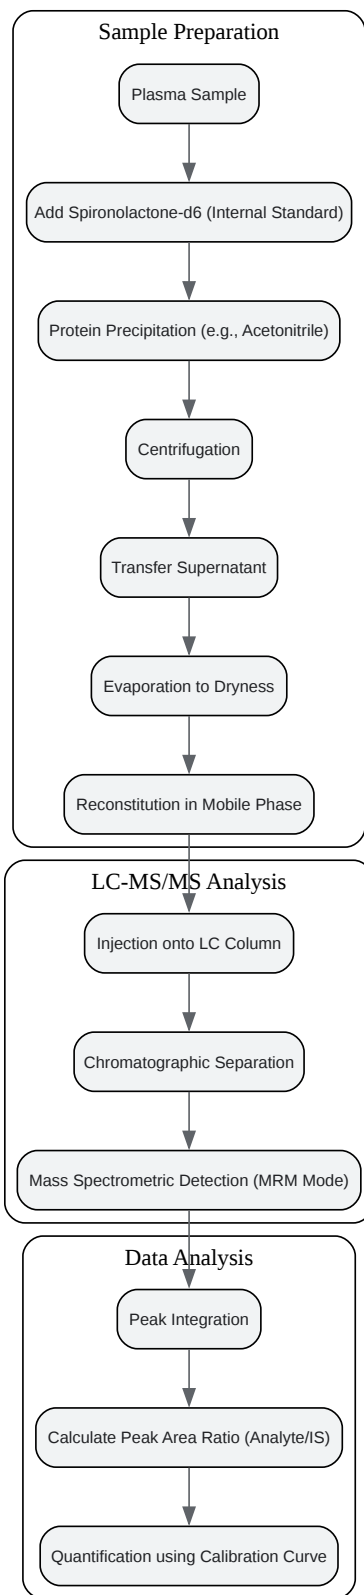 Sample Preparation
Plasma Sample
Add Spironolactone-d6 (Internal Standard)
Protein Precipitation (e.g., Acetonitrile)
Centrifugation
Transfer Supernatant
Evaporation to Dryness
Reconstitution in Mobile Phase
LC-MS/MS Analysis
Injection onto LC Column
Chromatographic Separation
Mass Spectrometric Detection (MRM Mode)
Data Analysis
Peak Integration
Calculate Peak Area Ratio (Analyte/IS)
Quantification using Calibration Curve